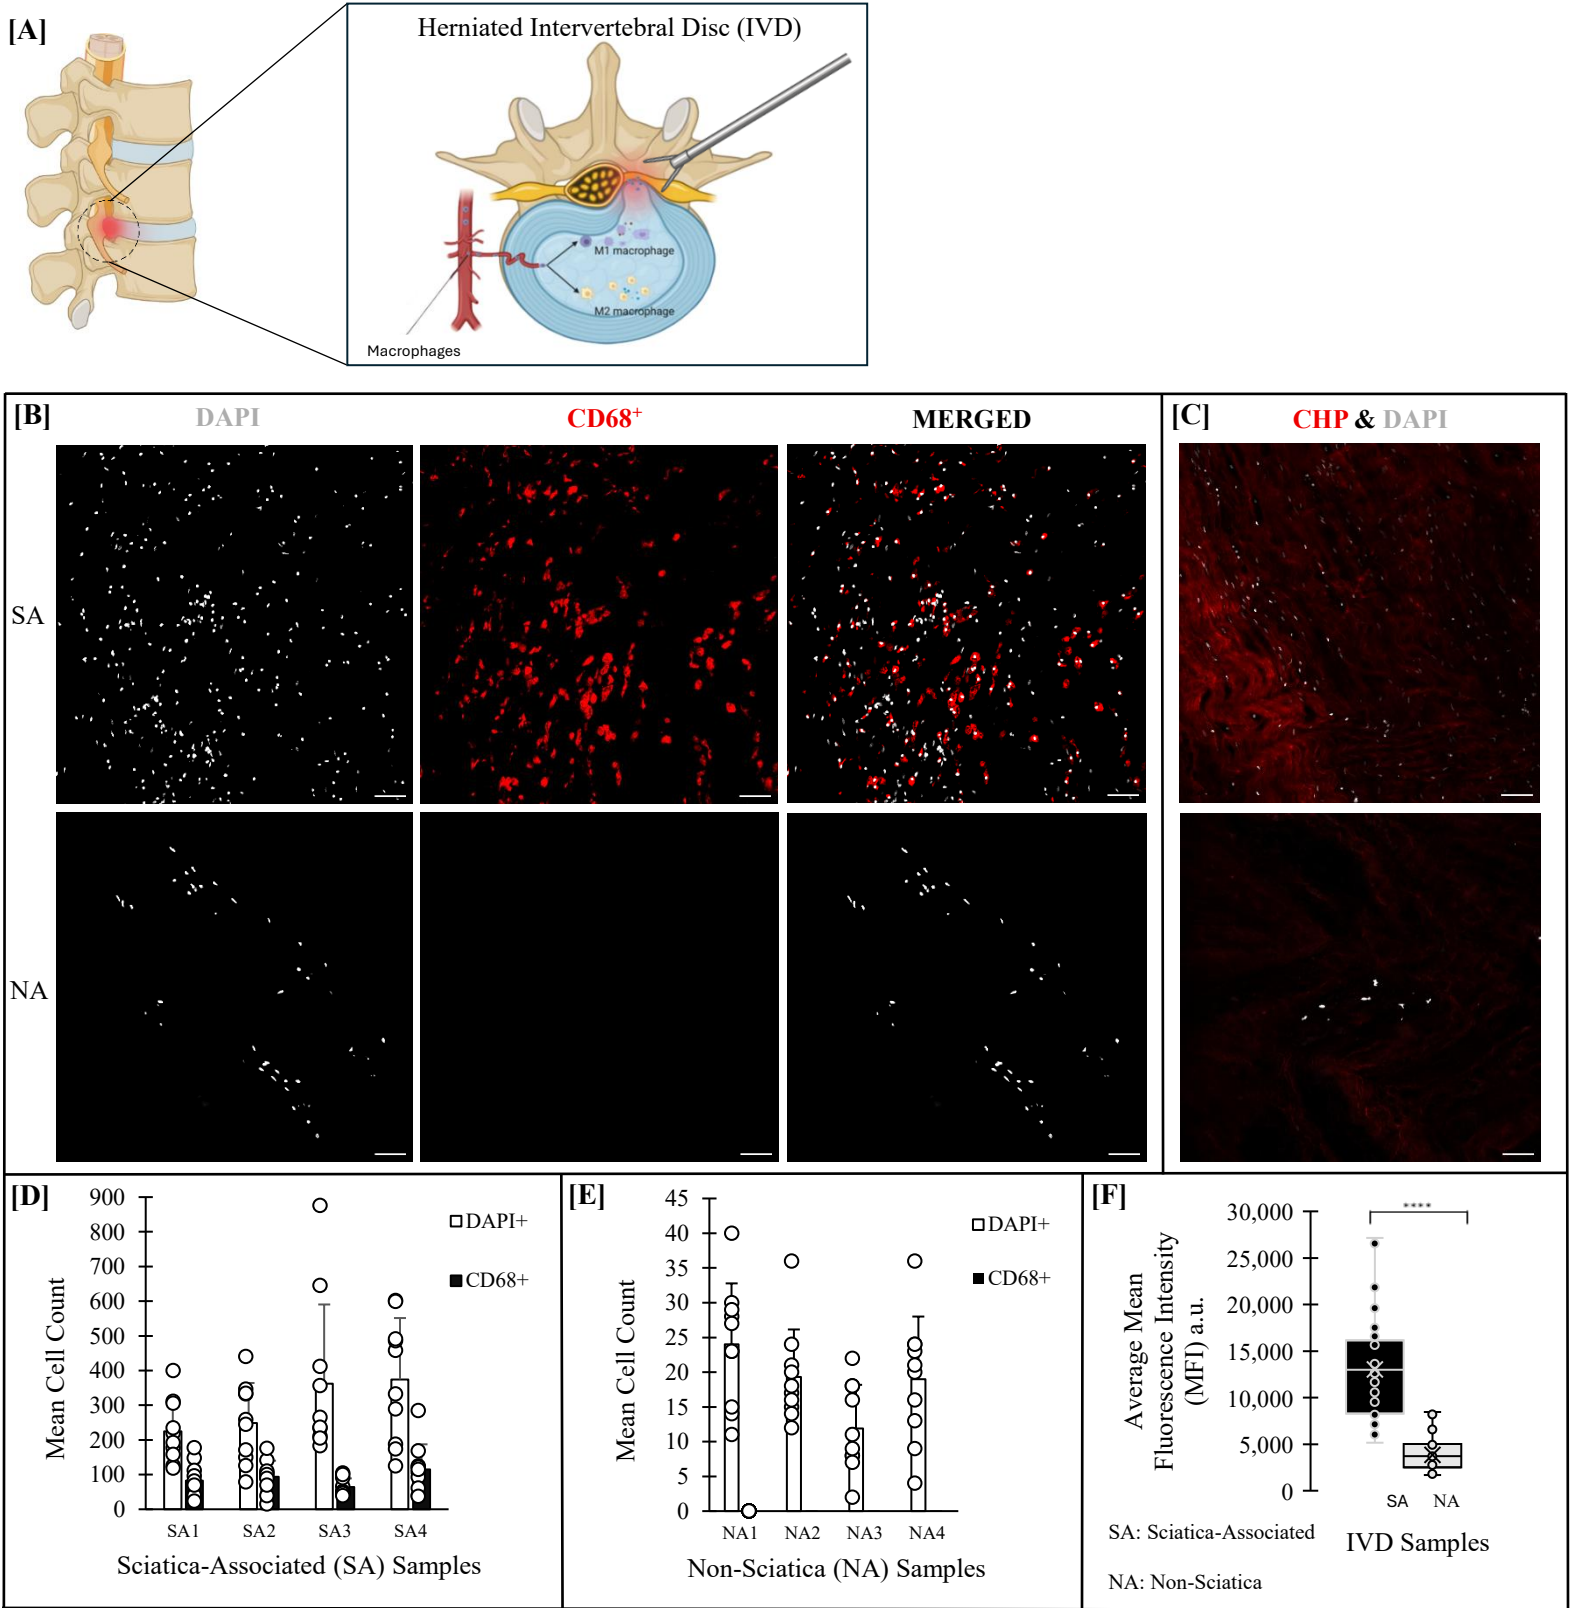 [A]
Herniated Intervertebral Disc (IVD)
M1 macrophage
M2 macrophage
Macrophages
[B]
DAPI
CD68+
MERGED
[C]
CHP & DAPI
SA
NA
[D]
900
800
700
600
500
400
300
200
100
0
Mean Cell Count
DAPI+
CD68+
SA1
SA2
SA3
SA4
Sciatica-Associated (SA) Samples
[E]
45
40
35
30
25
20
15
10
5
0
Mean Cell Count
DAPI+
CD68+
NA1
NA2
NA3
NA4
Non-Sciatica (NA) Samples
[F]
Average Mean
Fluorescence Intensity
(MFI) a.u.
30,000
25,000
20,000
15,000
10,000
5,000
0
****
SA
NA
IVD Samples
SA: Sciatica-Associated
NA: Non-Sciatica